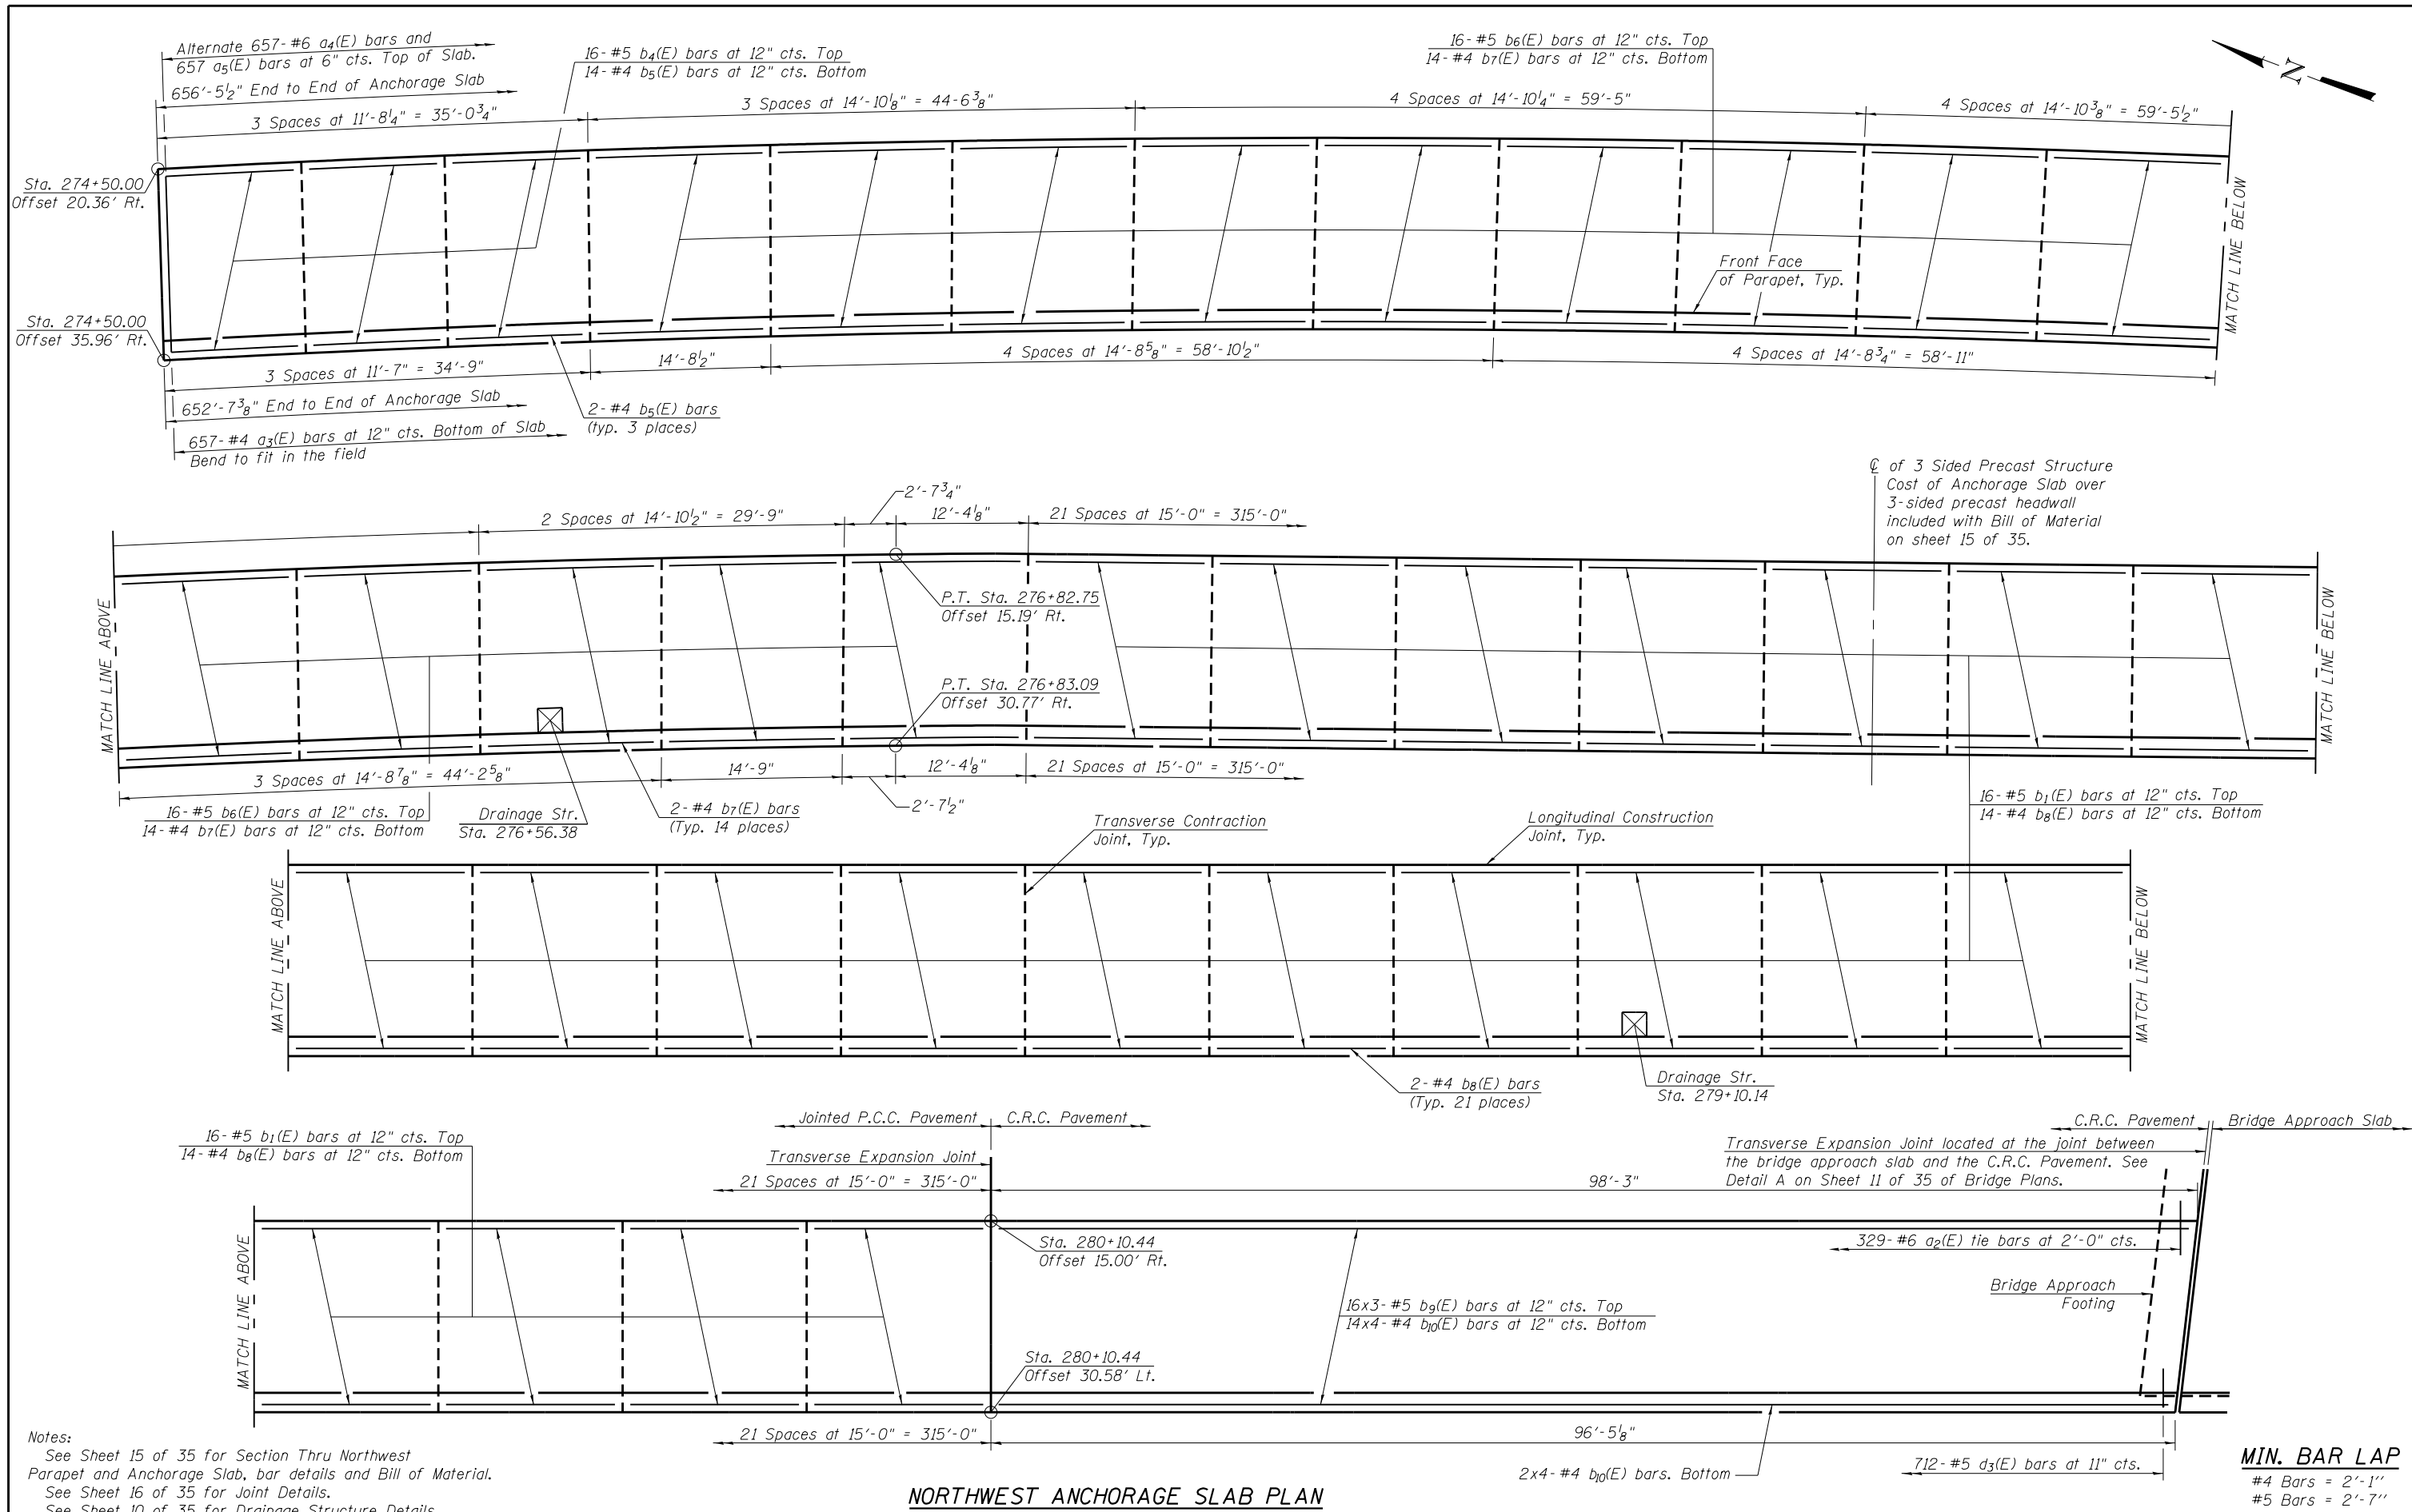 Alternate 657-#6 a4(E) bars and
657 a5(E) bars at 6" cts. Top of Slab.
656'-5½" End to End of Anchorage Slab
3 Spaces at 11'-8¼" = 35'-0¾"
16-#5 b4(E) bars at 12" cts. Top
14-#4 b5(E) bars at 12" cts. Bottom
3 Spaces at 14'-10⅛" = 44-6⅜"
4 Spaces at 14'-10¼" = 59'-5"
16-#5 b6(E) bars at 12" cts. Top
14-#4 b7(E) bars at 12" cts. Bottom
4 Spaces at 14'-10⅜" = 59'-5½"
N
Sta. 274+50.00
Offset 20.36' Rt.
Sta. 274+50.00
Offset 35.96' Rt.
Front Face
of Parapet, Typ.
MATCH LINE BELOW
3 Spaces at 11'-7" = 34'-9"
14'-8½"
4 Spaces at 14'-8⅝" = 58'-10½"
4 Spaces at 14'-8¾" = 58'-11"
652'-7⅜" End to End of Anchorage Slab
657-#4 a3(E) bars at 12" cts. Bottom of Slab
Bend to fit in the field
2-#4 b5(E) bars
(typ. 3 places)
℄ of 3 Sided Precast Structure
Cost of Anchorage Slab over
3-sided precast headwall
included with Bill of Material
on sheet 15 of 35.
2 Spaces at 14'-10½" = 29'-9"
2'-7¾"
12'-4⅛"
21 Spaces at 15'-0" = 315'-0"
P.T. Sta. 276+82.75
Offset 15.19' Rt.
P.T. Sta. 276+83.09
Offset 30.77' Rt.
MATCH LINE ABOVE
MATCH LINE BELOW
3 Spaces at 14'-8⅞" = 44'-2⅝"
14'-9"
12'-4⅛"
21 Spaces at 15'-0" = 315'-0"
2'-7½"
16-#5 b6(E) bars at 12" cts. Top
14-#4 b7(E) bars at 12" cts. Bottom
Drainage Str.
Sta. 276+56.38
2-#4 b7(E) bars
(Typ. 14 places)
16-#5 b1(E) bars at 12" cts. Top
14-#4 b8(E) bars at 12" cts. Bottom
Transverse Contraction
Joint, Typ.
Longitudinal Construction
Joint, Typ.
MATCH LINE ABOVE
MATCH LINE BELOW
2-#4 b8(E) bars
(Typ. 21 places)
Drainage Str.
Sta. 279+10.14
16-#5 b1(E) bars at 12" cts. Top
14-#4 b8(E) bars at 12" cts. Bottom
Jointed P.C.C. Pavement
C.R.C. Pavement
Transverse Expansion Joint
21 Spaces at 15'-0" = 315'-0"
98'-3"
C.R.C. Pavement
Bridge Approach Slab
Transverse Expansion Joint located at the joint between
the bridge approach slab and the C.R.C. Pavement. See
Detail A on Sheet 11 of 35 of Bridge Plans.
Sta. 280+10.44
Offset 15.00' Rt.
329-#6 a2(E) tie bars at 2'-0" cts.
Bridge Approach
Footing
16x3-#5 b9(E) bars at 12" cts. Top
14x4-#4 b10(E) bars at 12" cts. Bottom
Sta. 280+10.44
Offset 30.58' Lt.
MATCH LINE ABOVE
21 Spaces at 15'-0" = 315'-0"
96'-5⅛"
2x4-#4 b10(E) bars. Bottom
712-#5 d3(E) bars at 11" cts.
Notes:
See Sheet 15 of 35 for Section Thru Northwest
Parapet and Anchorage Slab, bar details and Bill of Material.
See Sheet 16 of 35 for Joint Details.
See Sheet 10 of 35 for Drainage Structure Details
NORTHWEST ANCHORAGE SLAB PLAN
MIN. BAR LAP
#4 Bars = 2'-1''
#5 Bars = 2'-7''